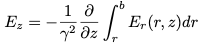 E_z = -\frac{1}{\gamma^2} \frac{\partial}{\partial z} \int_r^b E_r(r, z) dr